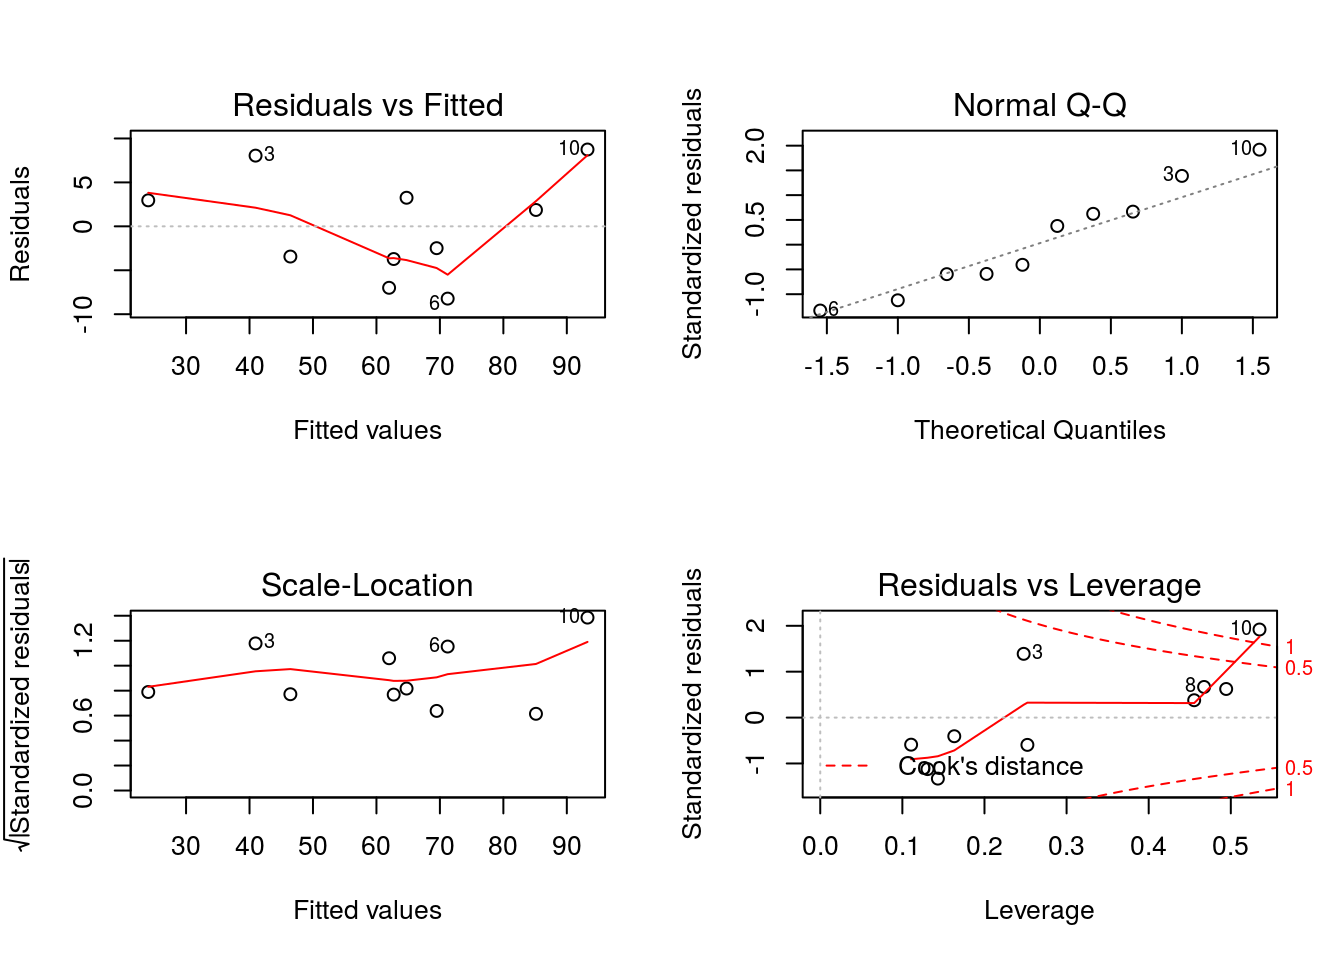 Residuals vs Fitted
Residuals
5
0
-10
3
10
6
30 40 50 60 70 80 90
Fitted values
Normal Q-Q
Standardized residuals
2.0
0.5
-1.0
10
3
6
-1.5 -1.0 -0.5 0.0 0.5 1.0 1.5
Theoretical Quantiles
Scale-Location
√|Standardized residuals|
1.2
0.6
0.0
10
3
6
30 40 50 60 70 80 90
Fitted values
Residuals vs Leverage
Standardized residuals
2
1
0
-1
10
3
8
1
0.5
0.5
1
Cook's distance
0.0 0.1 0.2 0.3 0.4 0.5
Leverage